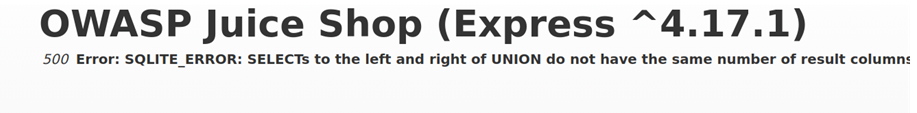 OWASP Juice Shop (Express ^4.17.1)
500 Error: SQLITE_ERROR: SELECTs to the left and right of UNION do not have the same number of result columns